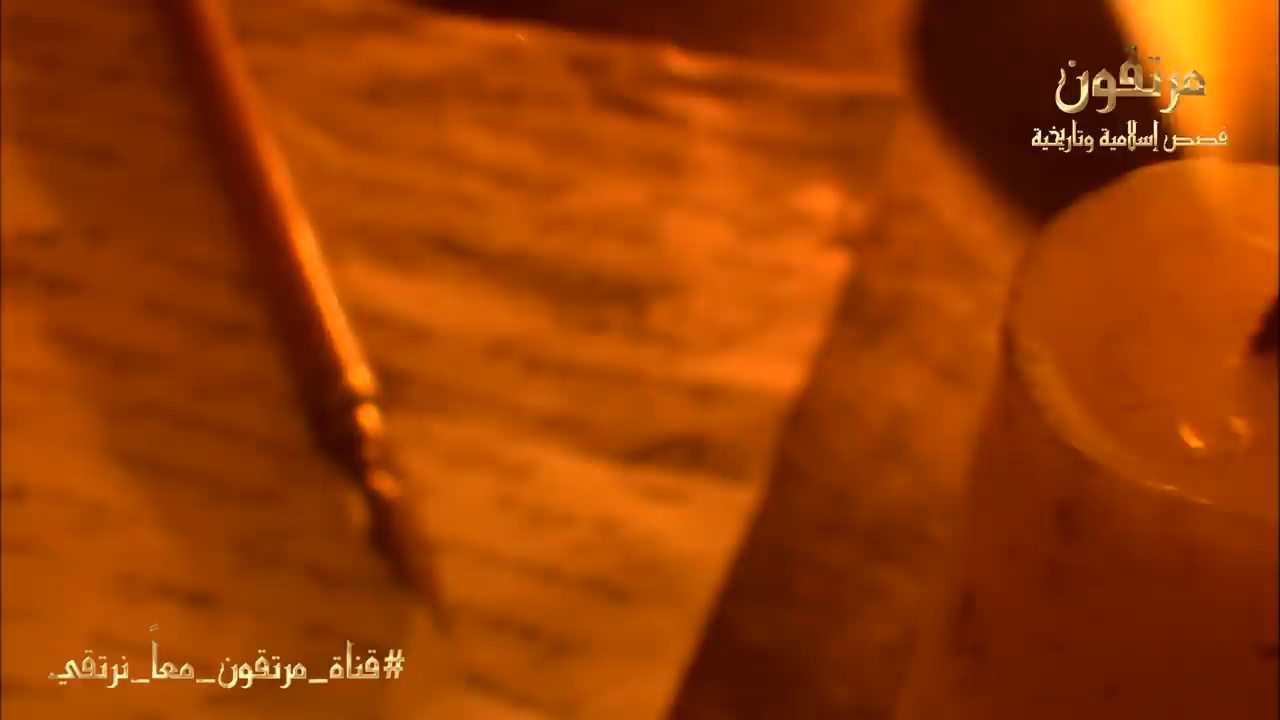 مرتقون
قصص إسلامية وتاريخية
#قناة_مرتقون_معاً_نرتقي